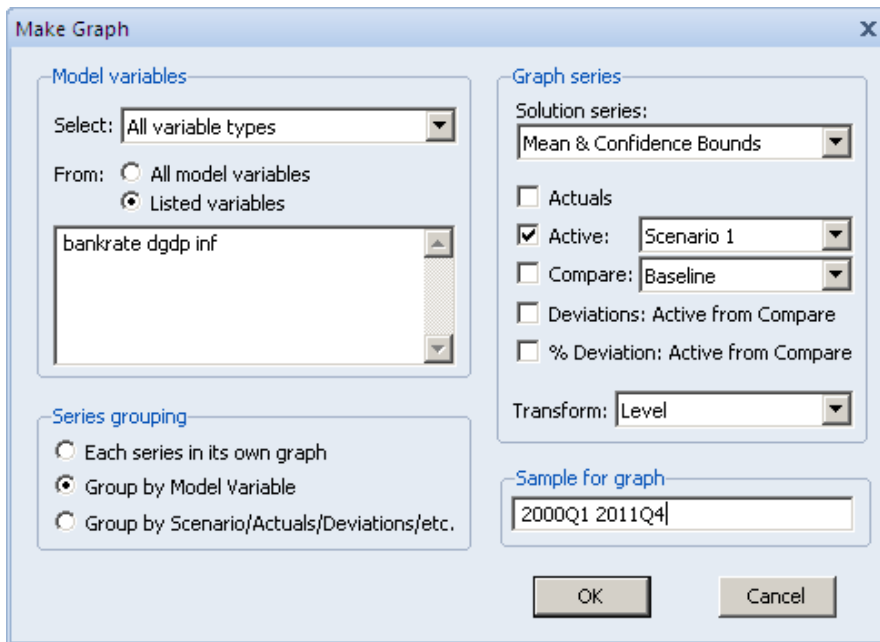 Make Graph
Model variables
Select: All variable types
From: All model variables
Listed variables
bankrate dgdp inf
Series grouping
Each series in its own graph
Group by Model Variable
Group by Scenario/Actuals/Deviations/etc.
Graph series
Solution series:
Mean & Confidence Bounds
Actuals
Active: Scenario 1
Compare: Baseline
Deviations: Active from Compare
% Deviation: Active from Compare
Transform: Level
Sample for graph
2000Q1 2011Q4
OK Cancel